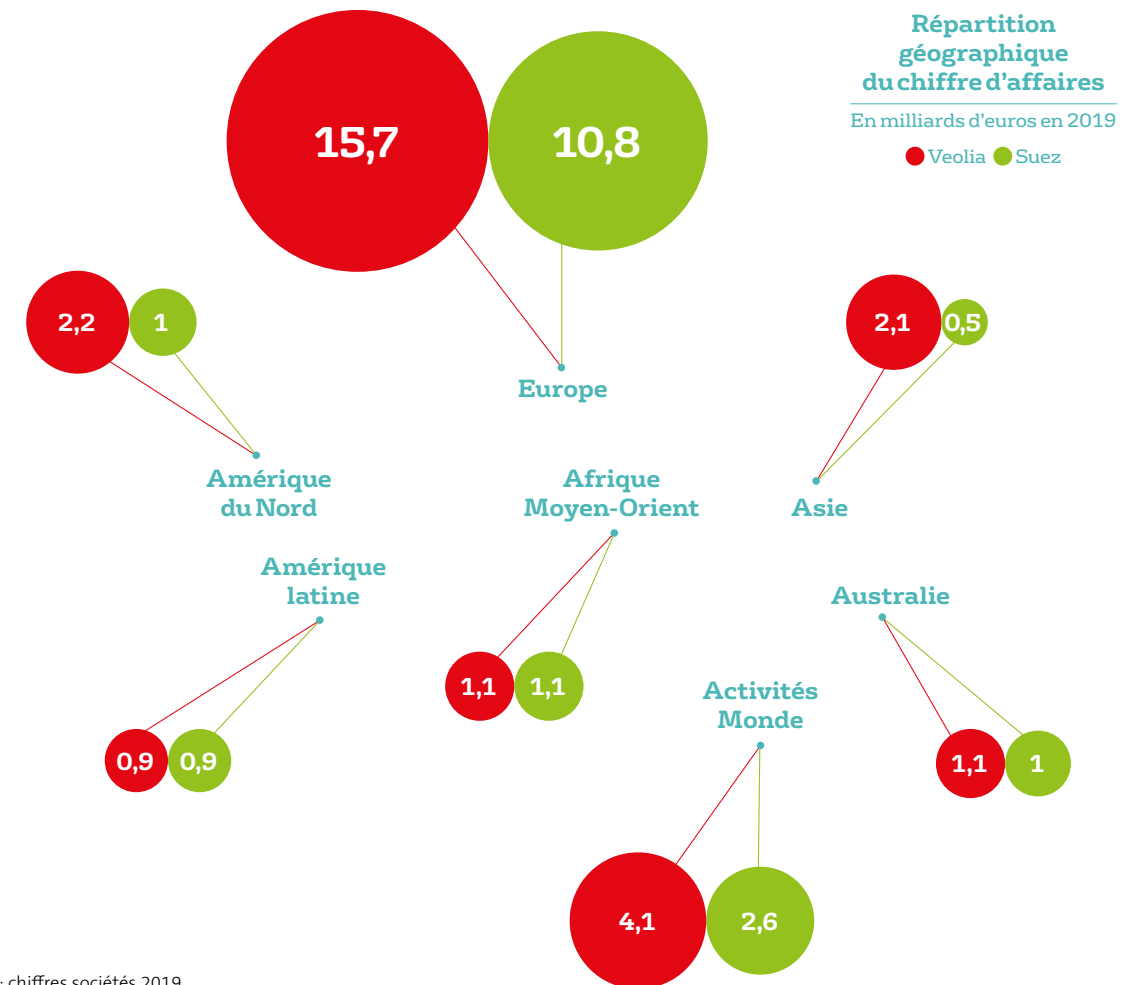 Répartition
géographique
du chiffre d'affaires
En milliards d'euros en 2019
Veolia Suez
15,7 10,8
Europe
2,2 1
Amérique
du Nord
2,1 0,5
Asie
Afrique
Moyen-Orient
1,1 1,1
Amérique
latine
0,9 0,9
Australie
1,1 1
Activités
Monde
4,1 2,6
: chiffres sociétés 2019